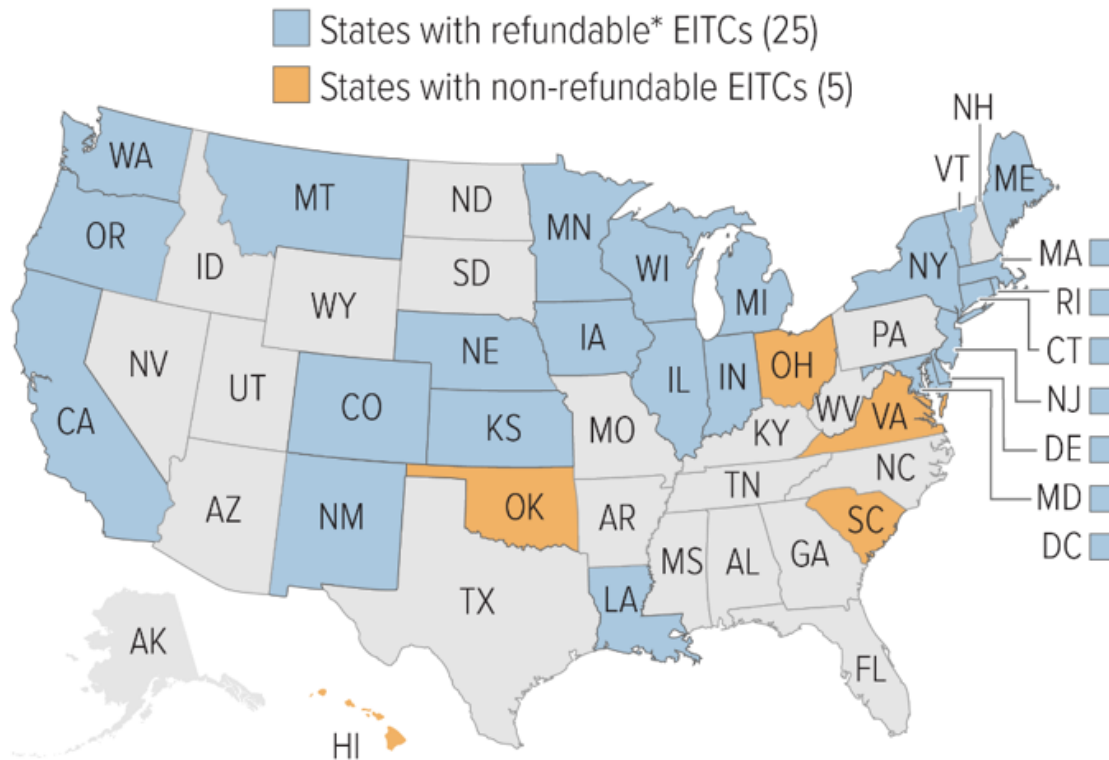 States with refundable* EITCs (25)
States with non-refundable EITCs (5)
NH
WA
VT
ME
MT
ND
MN
OR
MA
ID
SD
WI
NY
WY
MI
RI
IA
PA
NE
CT
NV
OH
UT
IL
IN
CO
NJ
CA
WV
VA
KS
MO
KY
DE
NC
TN
MD
AZ
NM
OK
AR
SC
DC
MS
AL
GA
TX
LA
AK
FL
HI